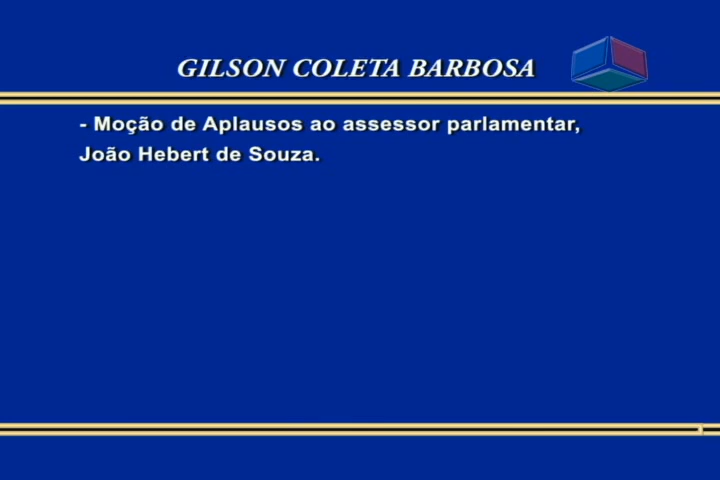 GILSON COLETA BARBOSA
- Moção de Aplausos ao assessor parlamentar,
João Hebert de Souza.